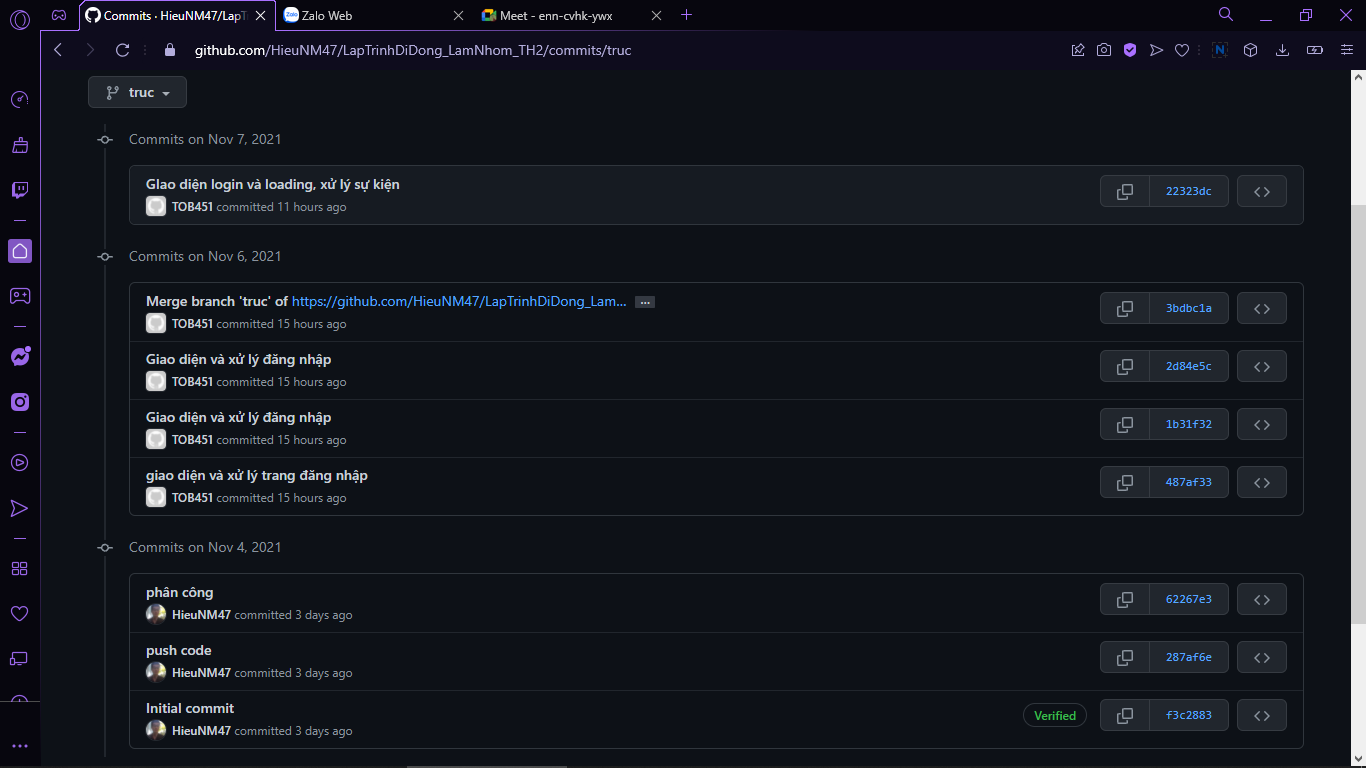 Commits · HieuNM47/LapT
Zalo Web
Meet - enn-cvhk-ywx
github.com/HieuNM47/LapTrinhDiDong_LamNhom_TH2/commits/truc
truc
Commits on Nov 7, 2021
GIao diện login và loading, xử lý sự kiện
22323dc
TOB451 committed 11 hours ago
Commits on Nov 6, 2021
Merge branch 'truc' of https://github.com/HieuNM47/LapTrinhDiDong_Lam... ...
3bdbc1a
TOB451 committed 15 hours ago
Giao diện và xử lý đăng nhập
2d84e5c
TOB451 committed 15 hours ago
Giao diện và xử lý đăng nhập
1b31f32
TOB451 committed 15 hours ago
giao diện và xử lý trang đăng nhập
487af33
TOB451 committed 15 hours ago
Commits on Nov 4, 2021
phân công
62267e3
HieuNM47 committed 3 days ago
push code
287af6e
HieuNM47 committed 3 days ago
Initial commit
Verified f3c2883
HieuNM47 committed 3 days ago